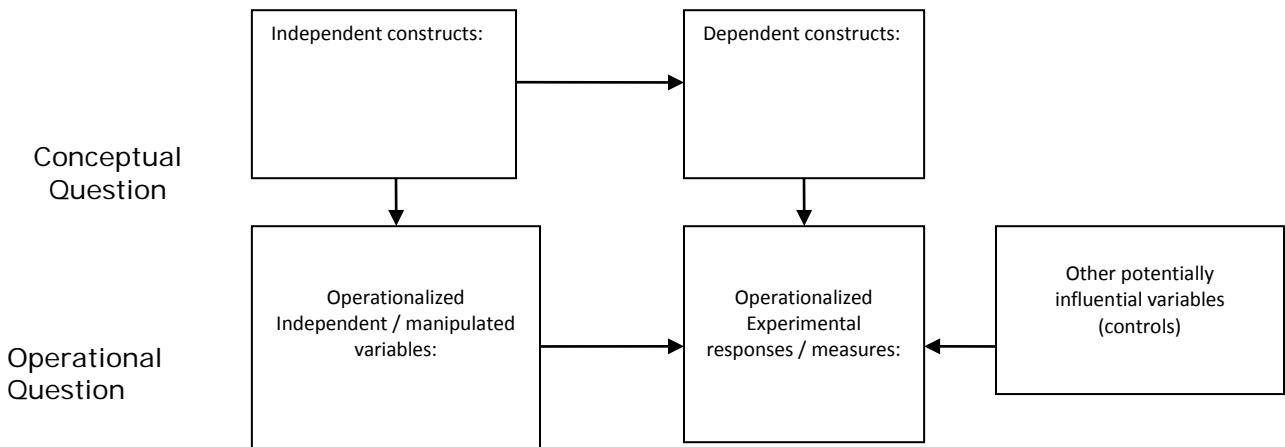 Independent constructs:
Dependent constructs:
Conceptual
Question
Operationalized
Independent / manipulated
variables:
Operationalized
Experimental
responses / measures:
Other potentially
influential variables
(controls)
Operational
Question